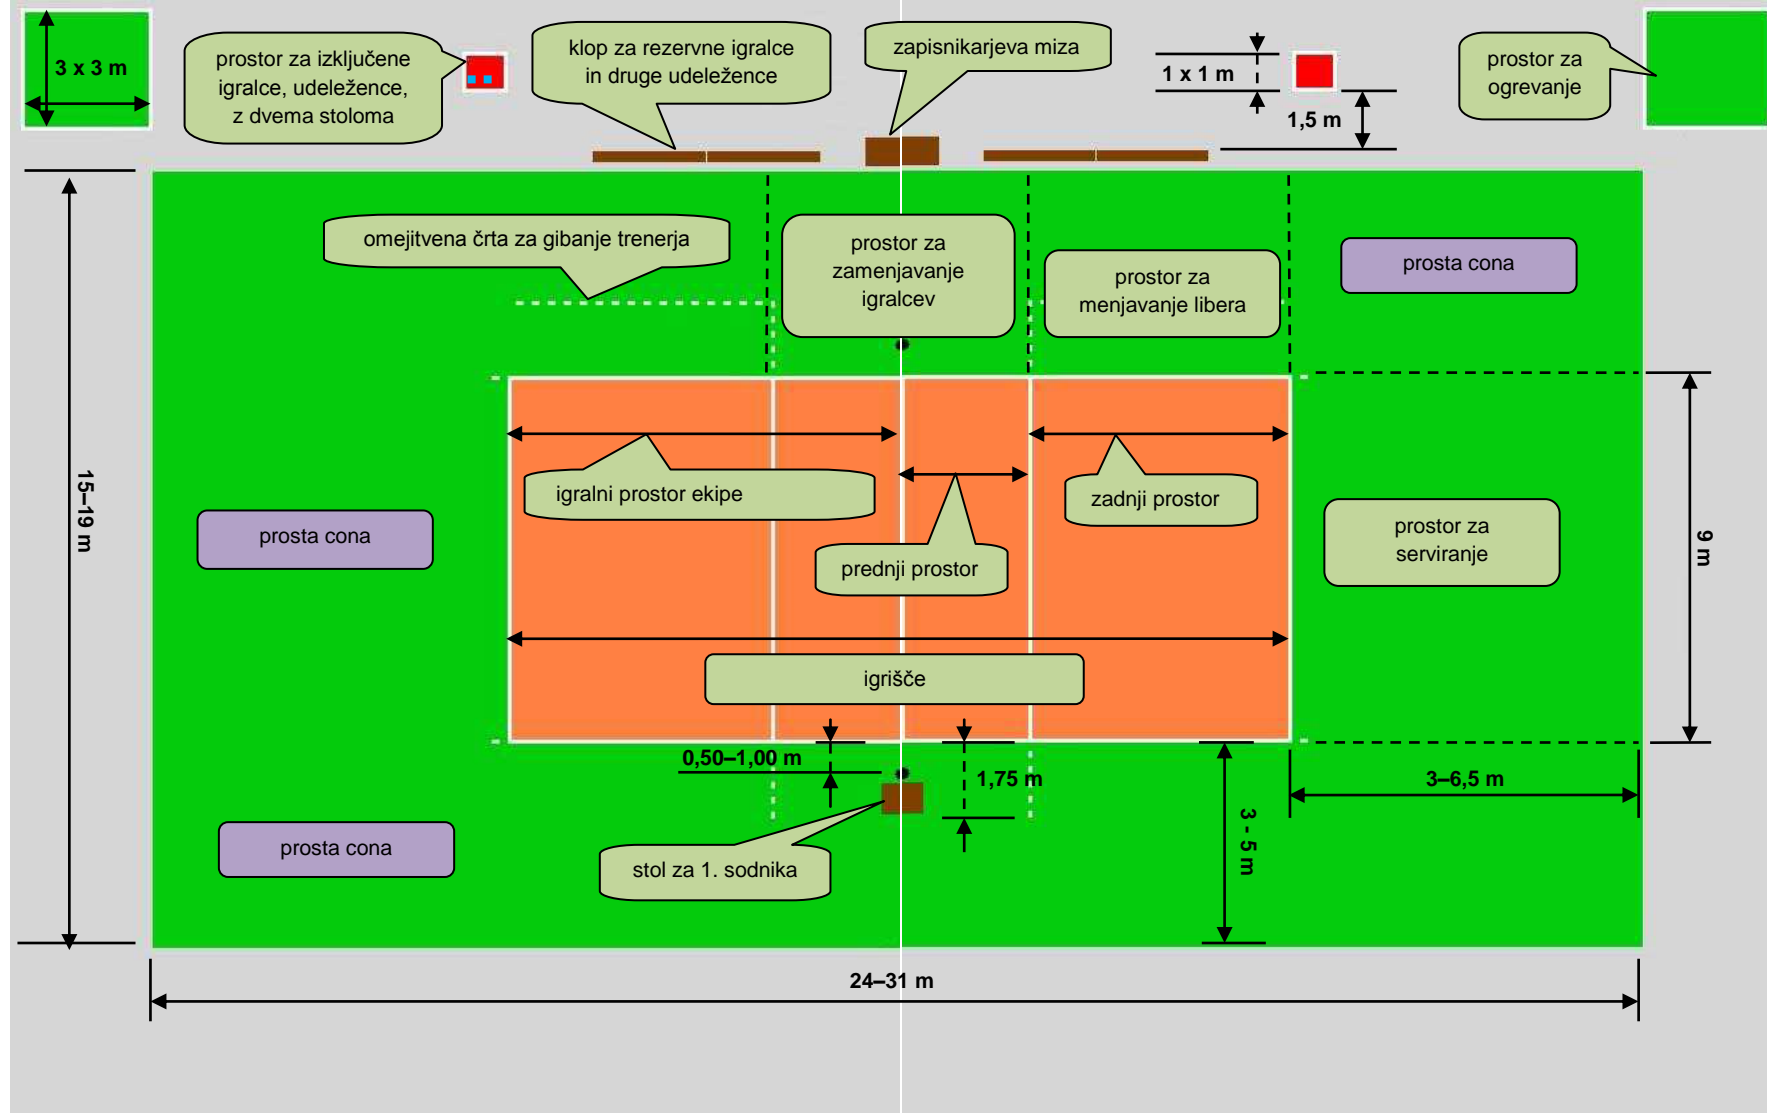 3 x 3 m
prostor za izključene
igralce, udeležence,
z dvema stoloma
klop za rezervne igralce
in druge udeležence
zapisnikarjeva miza
1 x 1 m
1,5 m
prostor za
ogrevanje
omejitvena črta za gibanje trenerja
prostor za
zamenjavanje
igralcev
prostor za
menjavanje libera
prosta cona
15–19 m
igralni prostor ekipe
zadnji prostor
prosta cona
prednji prostor
prostor za
serviranje
9 m
igrišče
0,50–1,00 m
1,75 m
3–6,5 m
3 - 5 m
prosta cona
stol za 1. sodnika
24–31 m